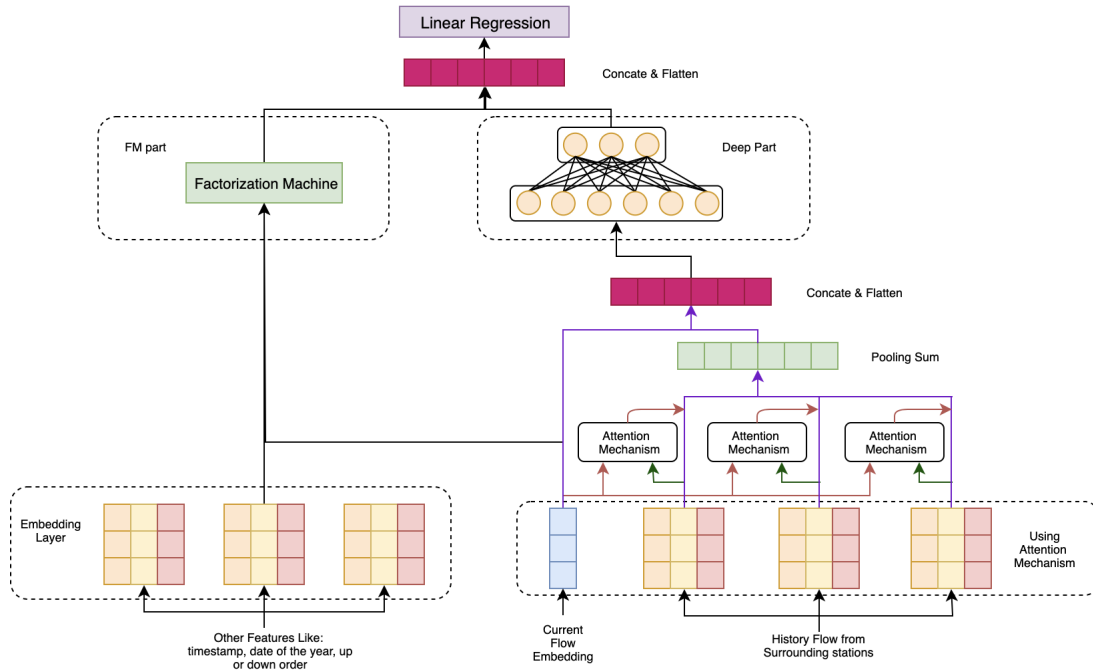 Linear Regression
Concate & Flatten
FM part
Factorization Machine
Deep Part
Concate & Flatten
Pooling Sum
Attention
Mechanism
Attention
Mechanism
Attention
Mechanism
Embedding
Layer
Using
Attention
Mechanism
Other Features Like:
timestamp, date of the year, up
or down order
Current
Flow
Embedding
History Flow from
Surrounding stations